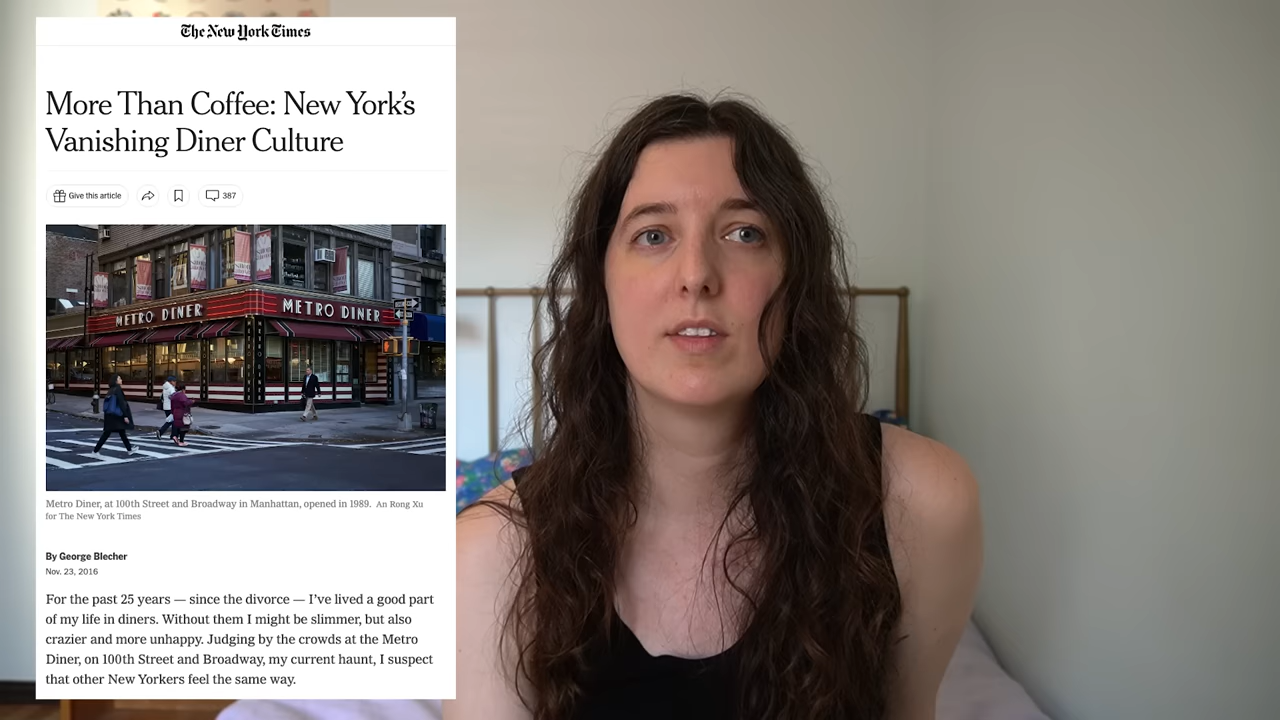 The New York Times
More Than Coffee: New York's
Vanishing Diner Culture
Give this article
387
METRO DINER
METRO DINER
Metro Diner, at 100th Street and Broadway in Manhattan, opened in 1989. An Rong Xu
for The New York Times
By George Blecher
Nov. 23, 2016
For the past 25 years — since the divorce — I've lived a good part
of my life in diners. Without them I might be slimmer, but also
crazier and more unhappy. Judging by the crowds at the Metro
Diner, on 100th Street and Broadway, my current haunt, I suspect
that other New Yorkers feel the same way.